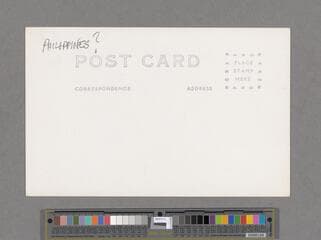 PHILIPPINES?
POST CARD
PLACE
STAMP
HERE
CORRESPONDENCE
ADDRESS